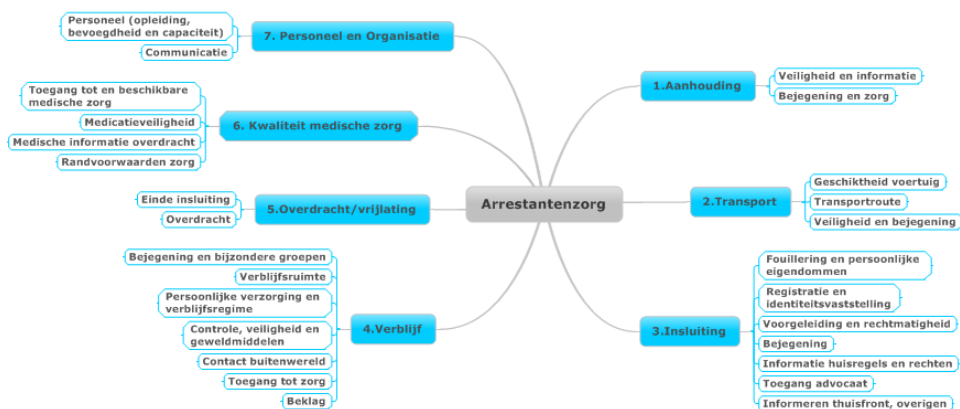 Arrestantenzorg
1.Aanhouding
Veiligheid en informatie
Bejegening en zorg
2.Transport
Geschiktheid voertuig
Transportroute
Veiligheid en bejegening
3.Insluiting
Fouillering en persoonlijke
eigendommen
Registratie en
identiteitsvaststelling
Voorgeleiding en rechtmatigheid
Bejegening
Informatie huisregels en rechten
Toegang advocaat
Informeren thuisfront, overigen
4.Verblijf
Bejegening en bijzondere groepen
Verblijfsruimte
Persoonlijke verzorging en
verblijfsregime
Controle, veiligheid en
geweldmiddelen
Contact buitenwereld
Toegang tot zorg
Beklag
5.Overdracht/vrijlating
Einde insluiting
Overdracht
6. Kwaliteit medische zorg
Toegang tot en beschikbare
medische zorg
Medicatieveiligheid
Medische informatie overdracht
Randvoorwaarden zorg
7. Personeel en Organisatie
Personeel (opleiding,
bevoegdheid en capaciteit)
Communicatie